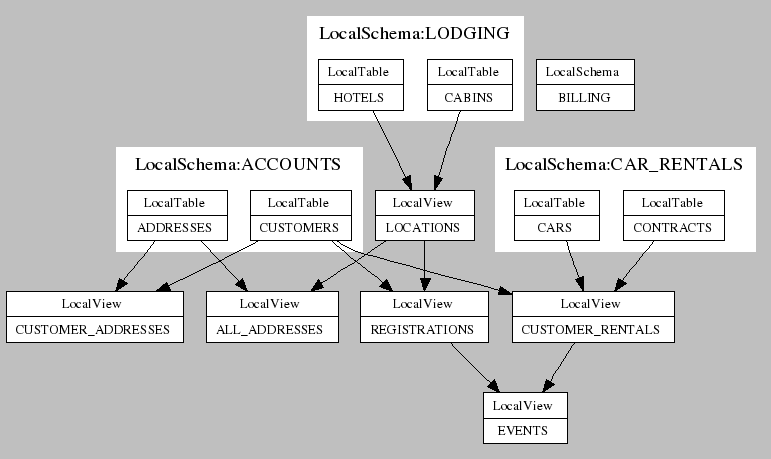 LocalSchema:LODGING
LocalTable
HOTELS
LocalTable
CABINS
LocalSchema
BILLING
LocalSchema:ACCOUNTS
LocalTable
ADDRESSES
LocalTable
CUSTOMERS
LocalView
LOCATIONS
LocalSchema:CAR_RENTALS
LocalTable
CARS
LocalTable
CONTRACTS
LocalView
CUSTOMER_ADDRESSES
LocalView
ALL_ADDRESSES
LocalView
REGISTRATIONS
LocalView
CUSTOMER_RENTALS
LocalView
EVENTS